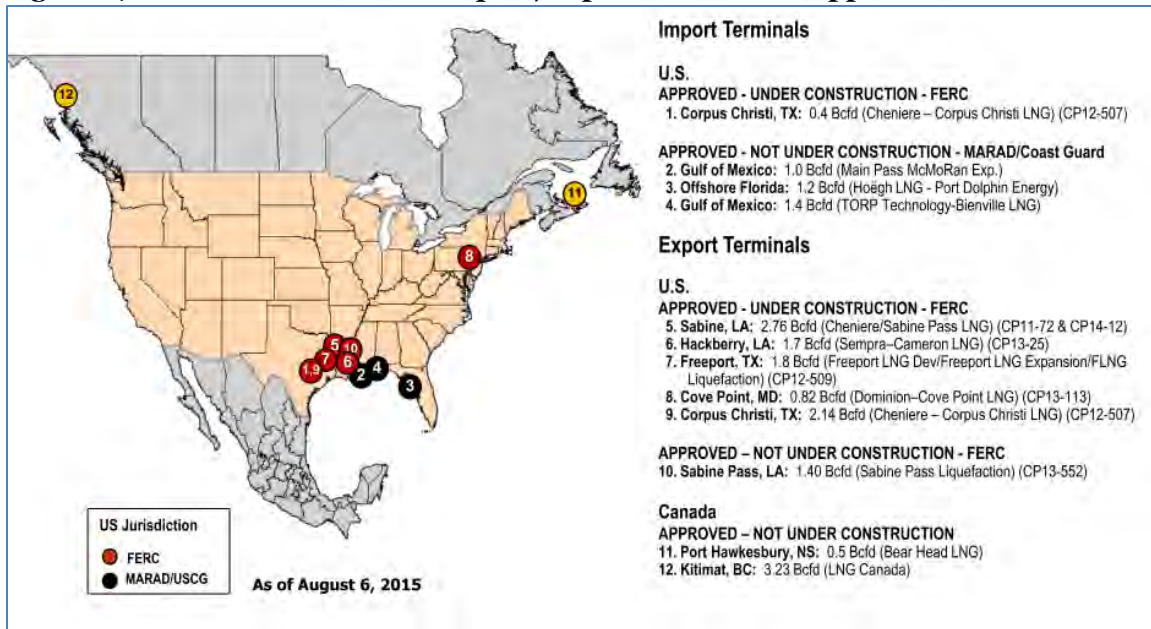 Import Terminals
U.S.
APPROVED - UNDER CONSTRUCTION - FERC
1. Corpus Christi, TX: 0.4 Bcfd (Cheniere – Corpus Christi LNG) (CP12-507)
APPROVED - NOT UNDER CONSTRUCTION - MARAD/Coast Guard
2. Gulf of Mexico: 1.0 Bcfd (Main Pass McMoRan Exp.)
3. Offshore Florida: 1.2 Bcfd (Hoëgh LNG - Port Dolphin Energy)
4. Gulf of Mexico: 1.4 Bcfd (TORP Technology-Bienville LNG)
Export Terminals
U.S.
APPROVED - UNDER CONSTRUCTION - FERC
5. Sabine, LA: 2.76 Bcfd (Cheniere/Sabine Pass LNG) (CP11-72 & CP14-12)
6. Hackberry, LA: 1.7 Bcfd (Sempra–Cameron LNG) (CP13-25)
7. Freeport, TX: 1.8 Bcfd (Freeport LNG Dev/Freeport LNG Expansion/FLNG
Liquefaction) (CP12-509)
8. Cove Point, MD: 0.82 Bcfd (Dominion–Cove Point LNG) (CP13-113)
9. Corpus Christi, TX: 2.14 Bcfd (Cheniere – Corpus Christi LNG) (CP12-507)
APPROVED – NOT UNDER CONSTRUCTION - FERC
10. Sabine Pass, LA: 1.40 Bcfd (Sabine Pass Liquefaction) (CP13-552)
Canada
APPROVED – NOT UNDER CONSTRUCTION
11. Port Hawkesbury, NS: 0.5 Bcfd (Bear Head LNG)
12. Kitimat, BC: 3.23 Bcfd (LNG Canada)
12
11
8
5
10
7
6
1,9
2
4
3
US Jurisdiction
FERC
MARAD/USCG
As of August 6, 2015